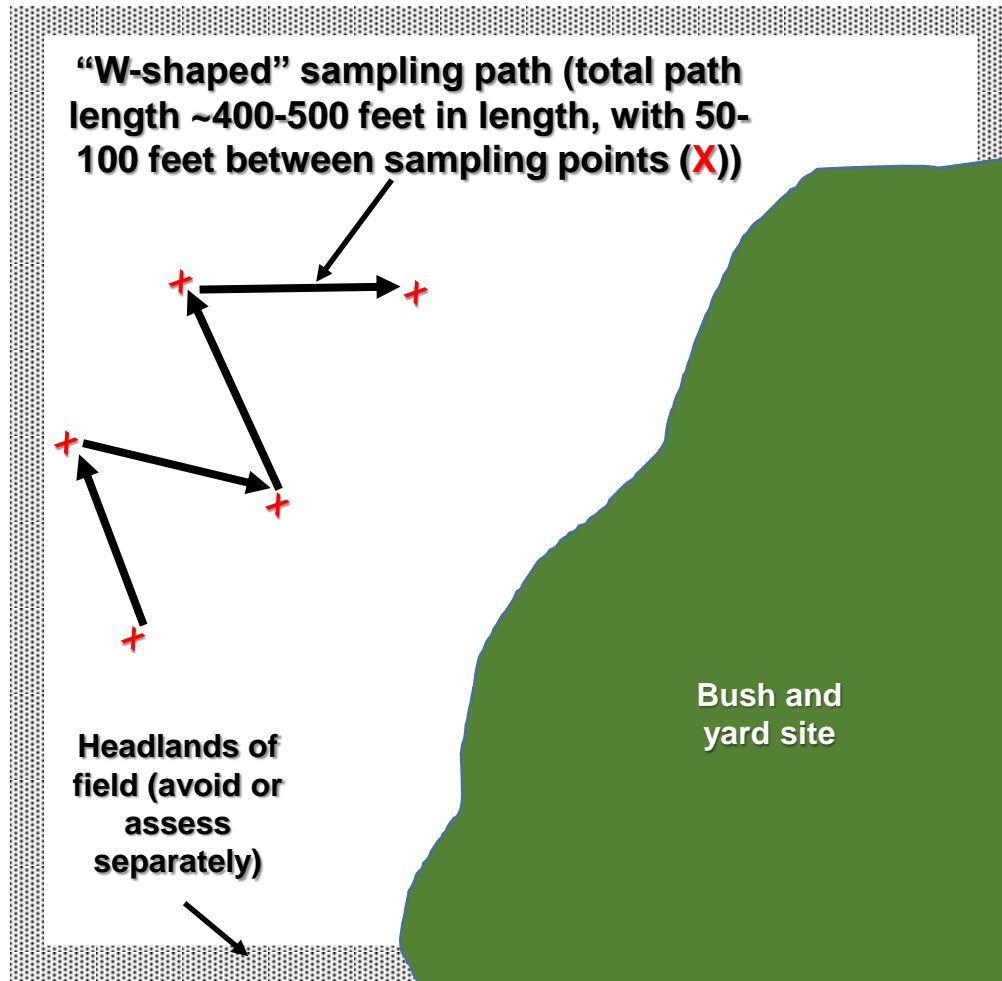 “W-shaped” sampling path (total path
length ~400-500 feet in length, with 50-
100 feet between sampling points (X))
X
X
X
X
X
Bush and
yard site
Headlands of
field (avoid or
assess
separately)